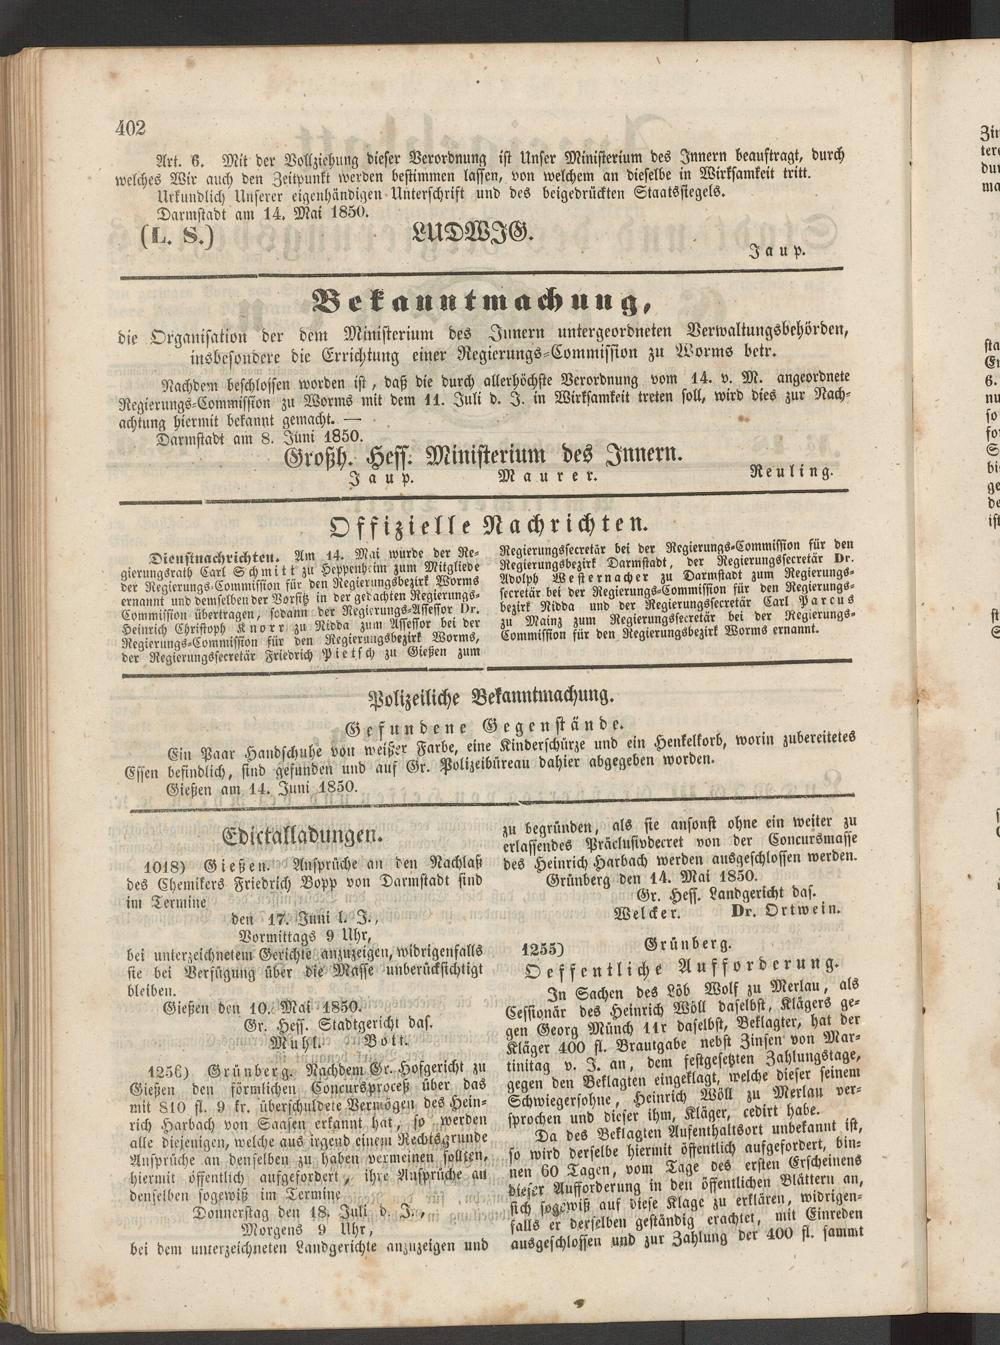 402
Art. 6. Mit der Vollziehung dieser Verordnung ist Unser Ministerium des Innern beauftragt, durch
welches Wir auch den Zeitpunkt werden bestimmen lassen, von welchem an dieselbe in Wirksamkeit tritt.
Urkundlich Unserer eigenhändigen Unterschrift und des beigedrückten Staatssiegels.
Darmstadt am 14. Mai 1850.
(L. S.) LUDWIG.
Jaup.
Bekanntmachung,
die Organisation der dem Ministerium des Innern untergeordneten Verwaltungsbehörden,
insbesondere die Errichtung einer Regierungs-Commission zu Worms betr.
Nachdem beschlossen worden ist, daß die durch allerhöchste Verordnung vom 14. v. M. angeordnete
Regierungs-Commission zu Worms mit dem 11. Juli d. J. in Wirksamkeit treten soll, wird dies zur Nach-
achtung hiermit bekannt gemacht. —
Darmstadt am 8. Juni 1850.
Großh. Hess. Ministerium des Innern.
Jaup. Maurer. Reuling.
Offizielle Nachrichten.
Dienstnachrichten. Am 14. Mai wurde der Re-
gierungsrath Carl Schmitt zu Heppenheim zum Mitgliede
der Regierungs-Commission für den Regierungsbezirk Worms
ernannt und demselben der Vorsitz in der gedachten Regierungs-
Commission übertragen, sodann der Regierungs-Assessor Dr.
Heinrich Christoph Knorr zu Nidda zum Assessor bei der
Regierungs-Commission für den Regierungsbezirk Worms,
der Regierungssecretär Friedrich Pietsch zu Gießen zum
Regierungssecretär bei der Regierungs-Commission für den
Regierungsbezirk Darmstadt, der Regierungssecretär Dr.
Adolph Westernacher zu Darmstadt zum Regierungs-
secretär bei der Regierungs-Commission für den Regierungs-
bezirk Nidda und der Regierungssecretär Carl Parcus
zu Mainz zum Regierungssecretär bei der Regierungs-
Commission für den Regierungsbezirk Worms ernannt.
Polizeiliche Bekanntmachung.
Gefundene Gegenstände.
Ein Paar Handschuhe von weißer Farbe, eine Kinderschürze und ein Henkelkorb, worin zubereitetes
Essen befindlich, sind gefunden und auf Gr. Polizeibüreau dahier abgegeben worden.
Gießen am 14. Juni 1850.
Edictalladungen.
1018) Gießen. Ansprüche an den Nachlaß
des Chemikers Friedrich Bopp von Darmstadt sind
im Termine
den 17. Juni l. J.,
Vormittags 9 Uhr,
bei unterzeichnetem Gerichte anzuzeigen, widrigenfalls
sie bei Verfügung über die Masse unberücksichtigt
bleiben.
Gießen den 10. Mai 1850.
Gr. Hess. Stadtgericht das.
Muhl. Bott.
1256) Grünberg. Nachdem Gr. Hofgericht zu
Gießen den förmlichen Concursproceß über das
mit 810 fl. 9 kr. überschuldete Vermögen des Hein-
rich Harbach von Saasen erkannt hat, so werden
alle diejenigen, welche aus irgend einem Rechtsgrunde
Ansprüche an denselben zu haben vermeinen sollten,
hiermit öffentlich aufgefordert, ihre Ansprüche an
denselben sogewiß im Termine
Donnerstag den 18. Juli d. J.,
Morgens 9 Uhr,
bei dem unterzeichneten Landgerichte anzuzeigen und
zu begründen, als sie ansonst ohne ein weiter zu
erlassendes Präclusivdecret von der Concursmasse
des Heinrich Harbach werden ausgeschlossen werden.
Grünberg den 14. Mai 1850.
Gr. Hess. Landgericht das.
Welcker. Dr. Ortwein.
1255) Grünberg.
Oeffentliche Aufforderung.
In Sachen des Löb Wolf zu Merlau, als
Cessionär des Heinrich Wöll daselbst, Klägers ge-
gen Georg Münch 11r daselbst, Beklagter, hat der
Kläger 400 fl. Brautgabe nebst Zinsen von Mar-
tinitag v. J. an, dem festgesetzten Zahlungstage,
gegen den Beklagten eingeklagt, welche dieser seinem
Schwiegersohne, Heinrich Wöll zu Merlau ver-
sprochen und dieser ihm, Kläger, cedirt habe.
Da des Beklagten Aufenthaltsort unbekannt ist,
so wird derselbe hiermit öffentlich aufgefordert, bin-
nen 60 Tagen, vom Tage des ersten Erscheinens
dieser Aufforderung in den öffentlichen Blättern an,
sich sogewiß auf diese Klage zu erklären, widrigen-
falls er derselben geständig erachtet, mit Einreden
ausgeschlossen und zur Zahlung der 400 fl. sammt